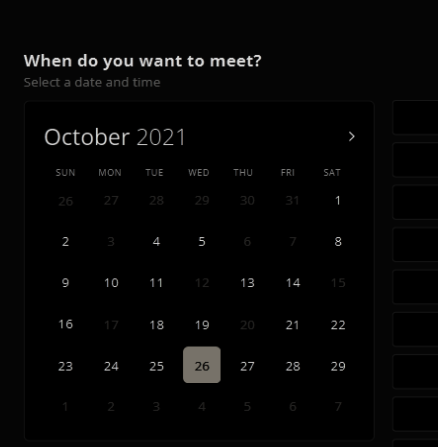 When do you want to meet?
Select a date and time
October 2021
SUN MON TUE WED THU FRI SAT
26 27 28 29 30 31 1
2 3 4 5 6 7 8
9 10 11 12 13 14 15
16 17 18 19 20 21 22
23 24 25 26 27 28 29
1 2 3 4 5 6 7